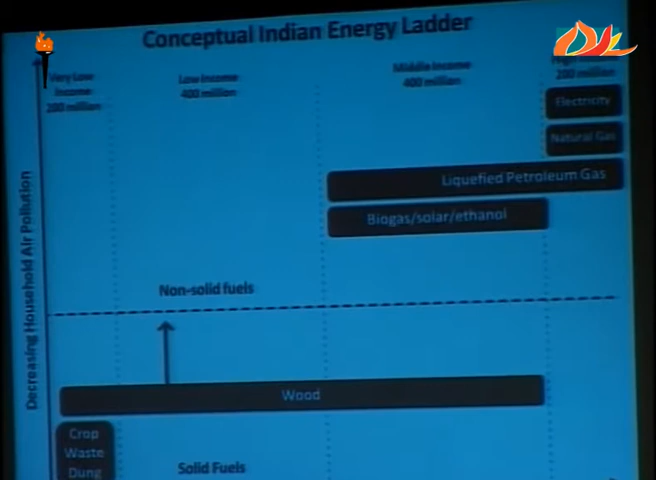 Conceptual Indian Energy Ladder
Very Low
Income
200 million
Low Income
400 million
Middle Income
400 million
200 million
Electricity
Natural Gas
Liquefied Petroleum Gas
Biogas/solar/ethanol
Decreasing Household Air Pollution
Non-solid fuels
Wood
Crop
Waste
Dung
Solid Fuels